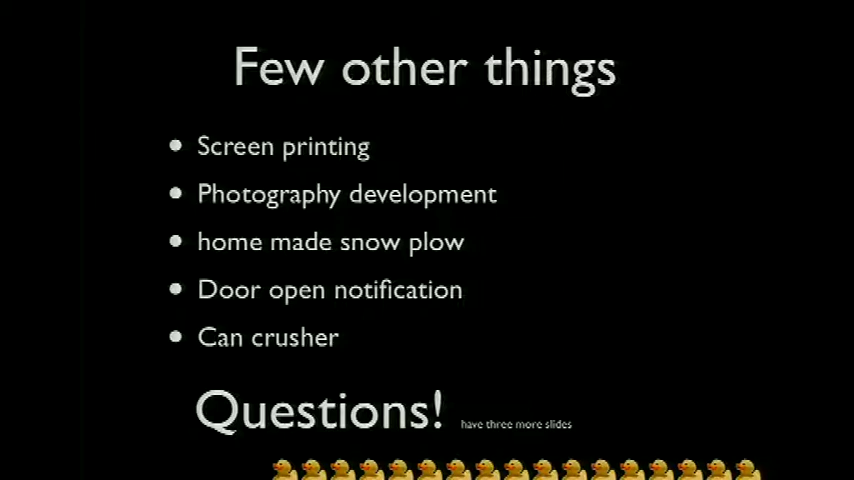 Few other things
• Screen printing
• Photography development
• home made snow plow
• Door open notification
• Can crusher
Questions! have three more slides